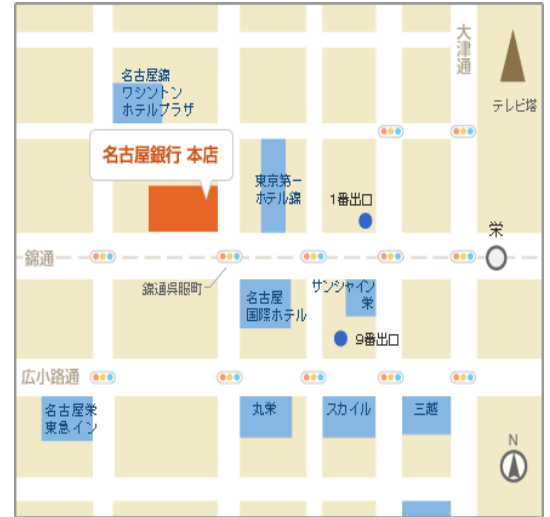 大津通
名古屋錦
ワシントン
ホテルプラザ
テレビ塔
名古屋銀行 本店
東京第一
ホテル錦
1番出口
栄
錦通
錦通呉服町
名古屋
国際ホテル
サンシャイン
栄
9番出口
広小路通
名古屋栄
東急イン
丸栄
スカイル
三越
N